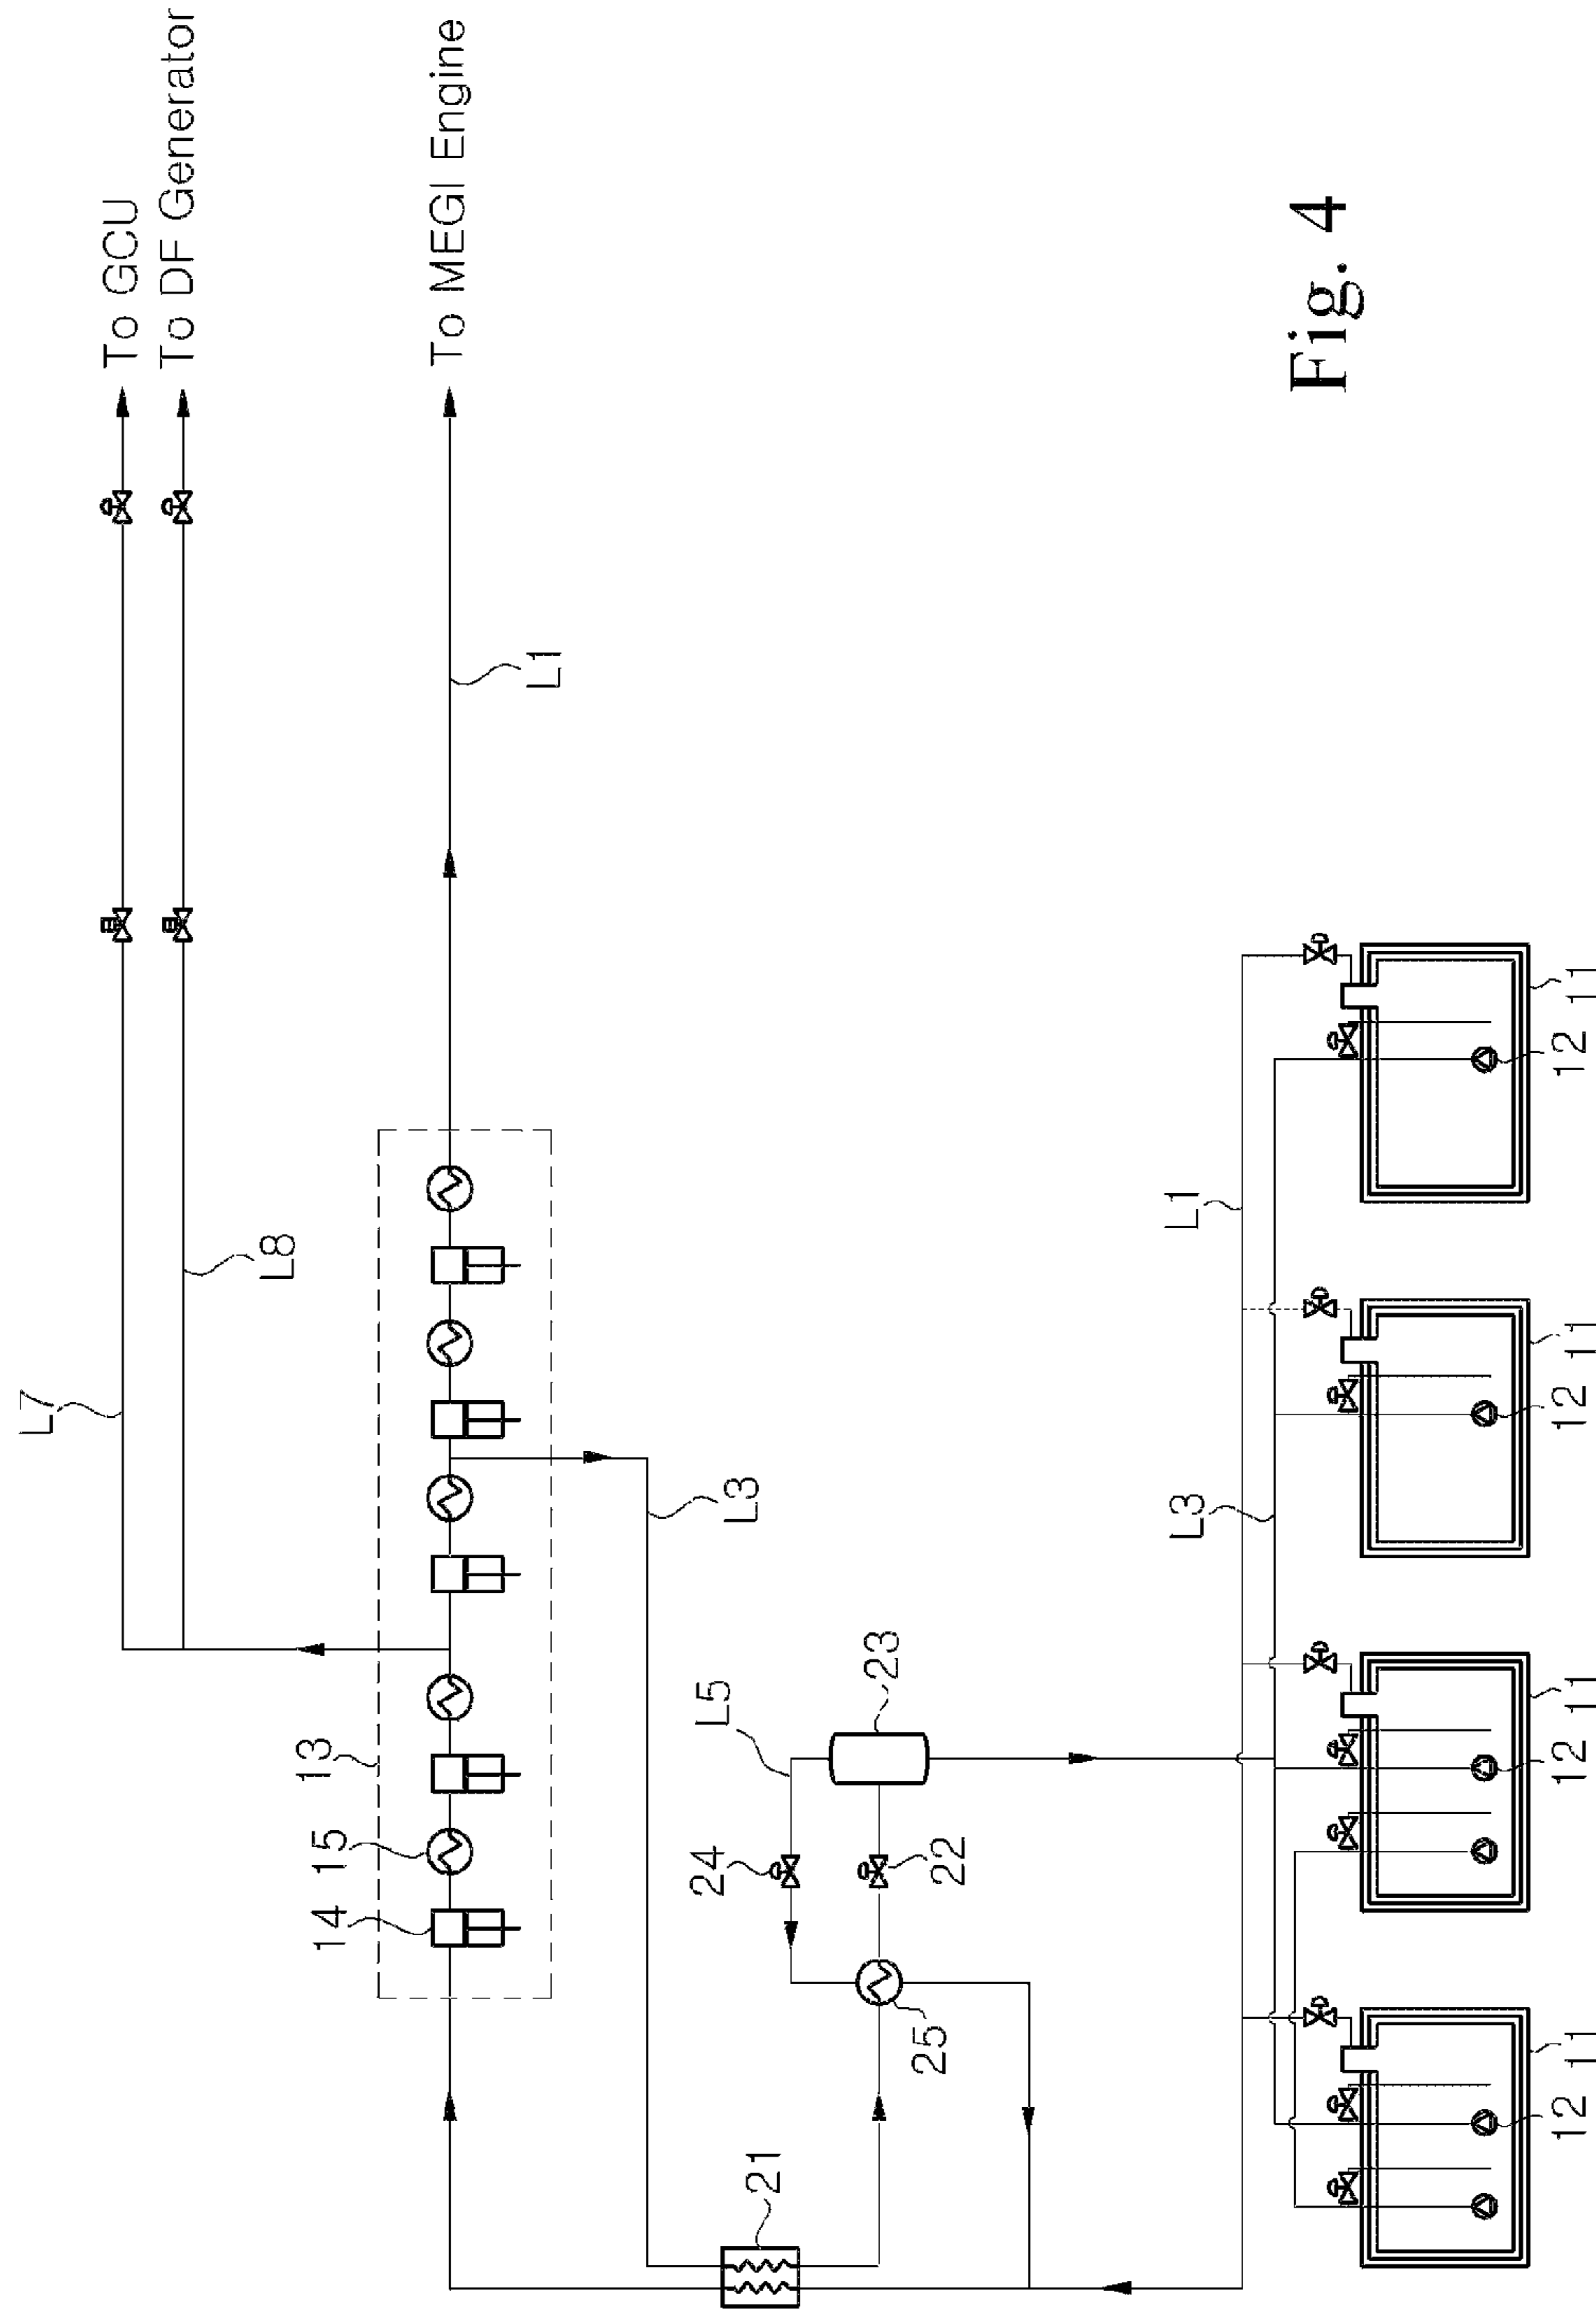 L7
To GCU
To DF Generator
L8
13
14
15
To MEGI Engine
L1
24
L5
L3
21
23
25
22
L3
L1
Fig. 4
12
11
12
11
12
11
12
11